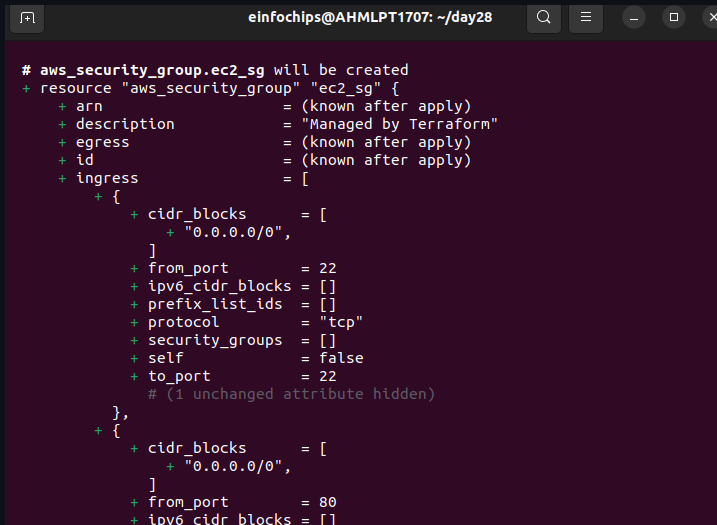 einfochips@AHMLPT1707: ~/day28
# aws_security_group.ec2_sg will be created
+ resource "aws_security_group" "ec2_sg" {
+ arn = (known after apply)
+ description = "Managed by Terraform"
+ egress = (known after apply)
+ id = (known after apply)
+ ingress = [
+ {
+ cidr_blocks = [
+ "0.0.0.0/0",
]
+ from_port = 22
+ ipv6_cidr_blocks = []
+ prefix_list_ids = []
+ protocol = "tcp"
+ security_groups = []
+ self = false
+ to_port = 22
# (1 unchanged attribute hidden)
},
+ {
+ cidr_blocks = [
+ "0.0.0.0/0",
]
+ from_port = 80
+ ipv6_cidr_blocks = []